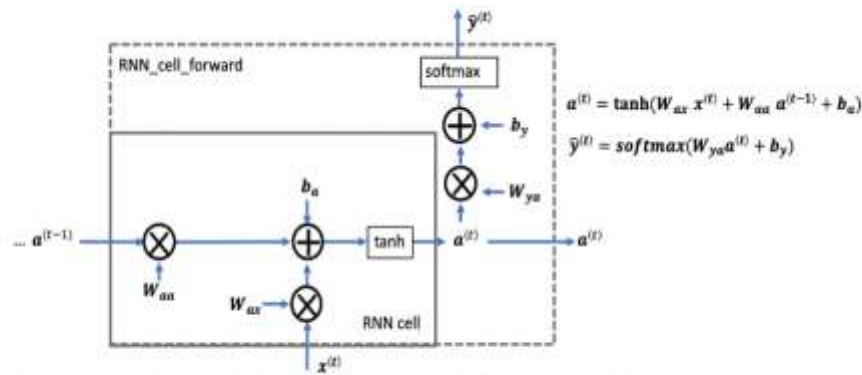 ŷ⟨t⟩
RNN_cell_forward
softmax
a⟨t⟩ = tanh(W_ax x⟨t⟩ + W_aa a⟨t−1⟩ + b_a)
b_y
ŷ⟨t⟩ = softmax(W_ya a⟨t⟩ + b_y)
W_ya
b_a
... a⟨t−1⟩
tanh
a⟨t⟩
a⟨t⟩
W_aa
W_ax
RNN cell
x⟨t⟩